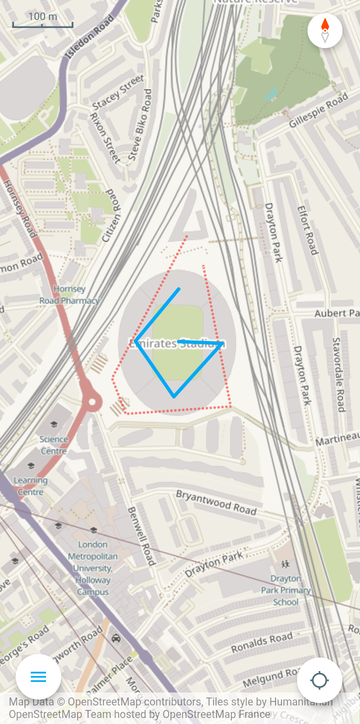 100 m
Nature Reserve
Isledon Road
Parks
Stacey Street
Gillespie Road
Rixon Street
Steve Biko Road
Hornsey Road
Citizen Road
Drayton Park
Elfort Road
mon Road
Hornsey
Road Pharmacy
Aubert Pa
Emirates Stadium
Drayton Park
Stavordale Road
Martineau
Science
Centre
Learning
Centre
Bryantwood Road
Benwell Road
London
Metropolitan
University,
Holloway
Campus
Drayton Park
Drayton
Park Primary
School
eorge's Road
gworth Road
Ronalds Road
almer Place
Melgund Road
Map Data © OpenStreetMap contributors, Tiles style by Humanitarian
OpenStreetMap Team hosted by OpenStreetMap France